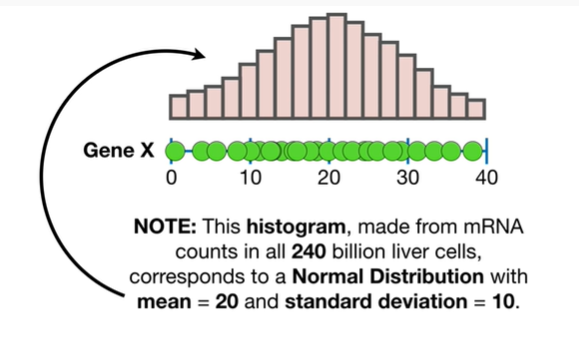 Gene X
0 10 20 30 40
NOTE: This histogram, made from mRNA
counts in all 240 billion liver cells,
corresponds to a Normal Distribution with
mean = 20 and standard deviation = 10.